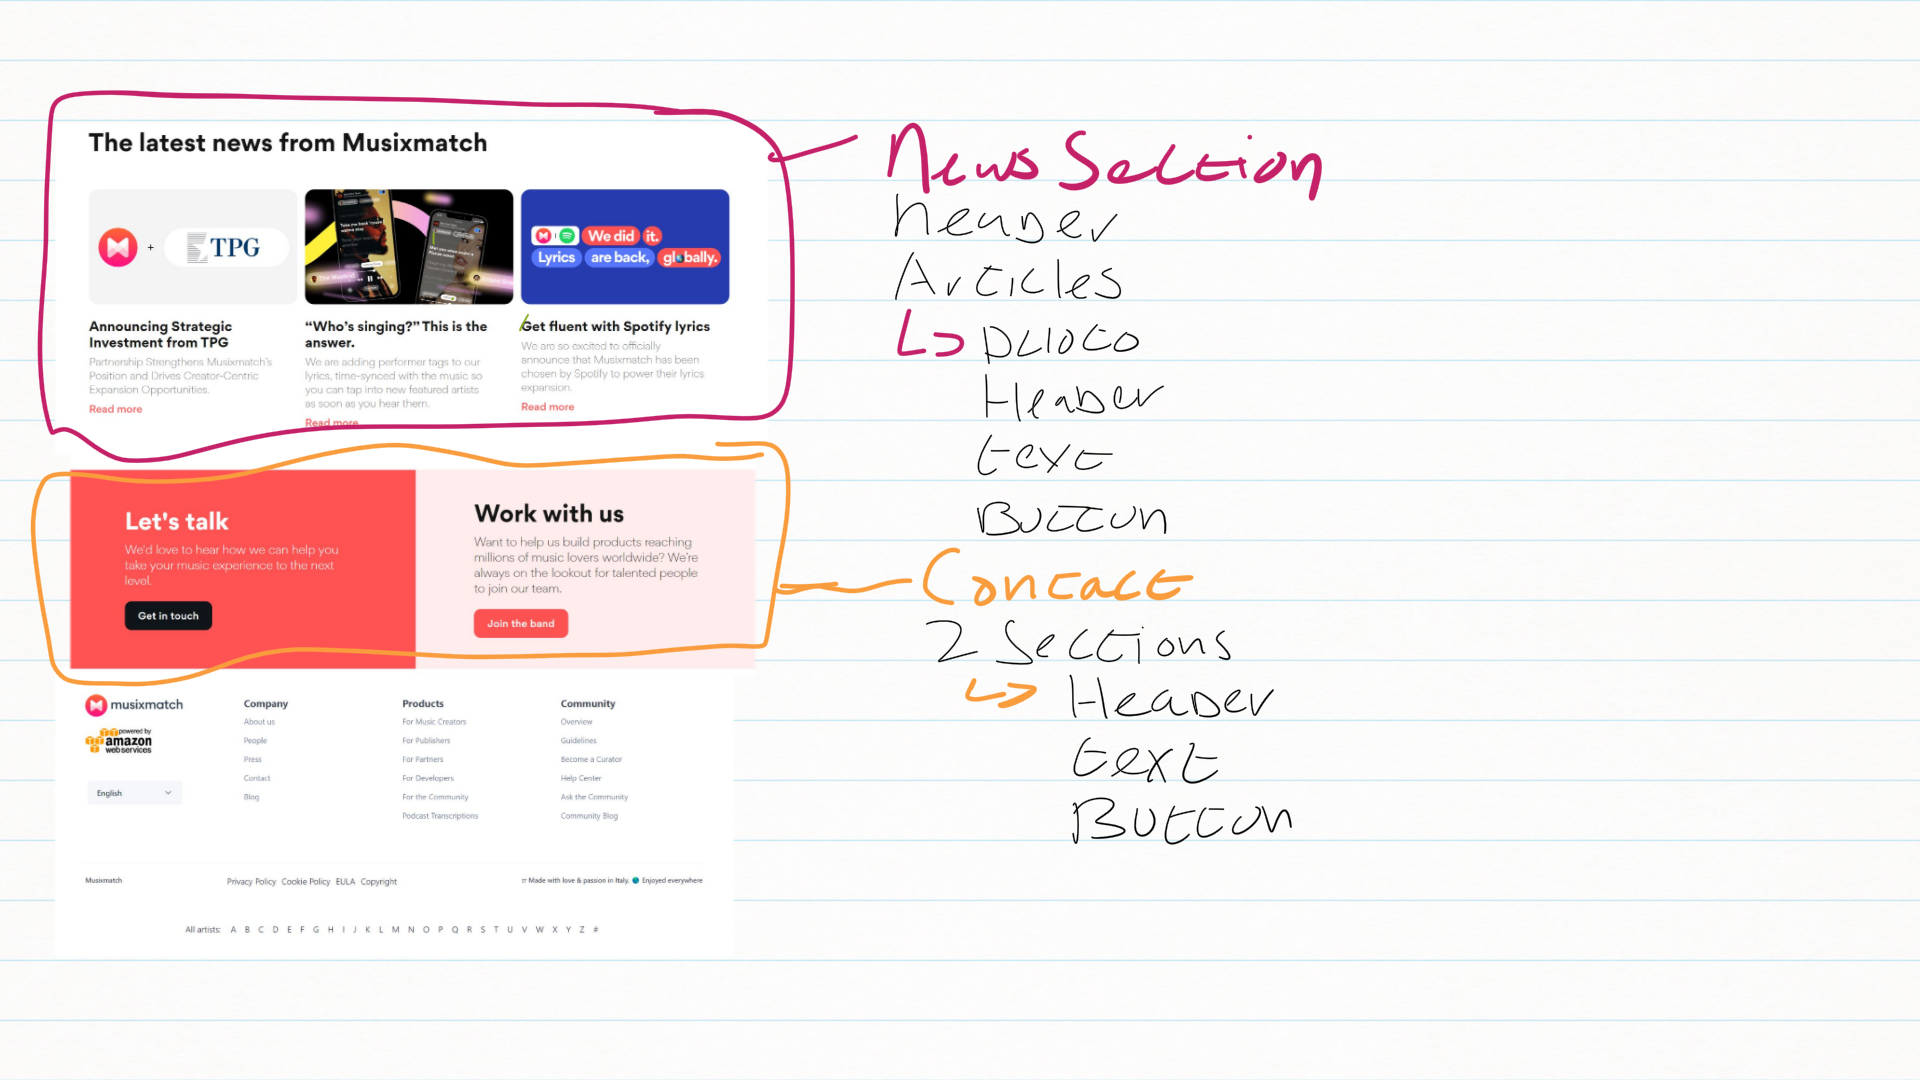 The latest news from Musixmatch
+ TPG
We did it.
Lyrics are back, globally.
Announcing Strategic
Investment from TPG
Partnership Strengthens Musixmatch's
Position and Drives Creator-Centric
Expansion Opportunities.
Read more
“Who's singing?” This is the
answer.
We are adding performer tags to our
lyrics, time-synced with the music so
you can tap into new featured artists
as soon as you hear them.
Read more
Get fluent with Spotify lyrics
We are so excited to officially
announce that Musixmatch has been
chosen by Spotify to power their lyrics
expansion.
Read more
Let's talk
We'd love to hear how we can help you
take your music experience to the next
level.
Get in touch
Work with us
Want to help us build products reaching
millions of music lovers worldwide? We're
always on the lookout for talented people
to join our team.
Join the band
musixmatch
powered by
amazon
web services
English
Company
About us
People
Press
Contact
Blog
Products
For Music Creators
For Publishers
For Partners
For Developers
For the Community
Podcast Transcriptions
Community
Overview
Guidelines
Become a Curator
Help Center
Ask the Community
Community Blog
Musixmatch
Privacy Policy Cookie Policy EULA Copyright
Made with love & passion in Italy. Enjoyed everywhere
All artists: A B C D E F G H I J K L M N O P Q R S T U V W X Y Z #
News Section
header
Articles
Photo
Header
text
Button
Contact
2 Sections
Header
text
Button